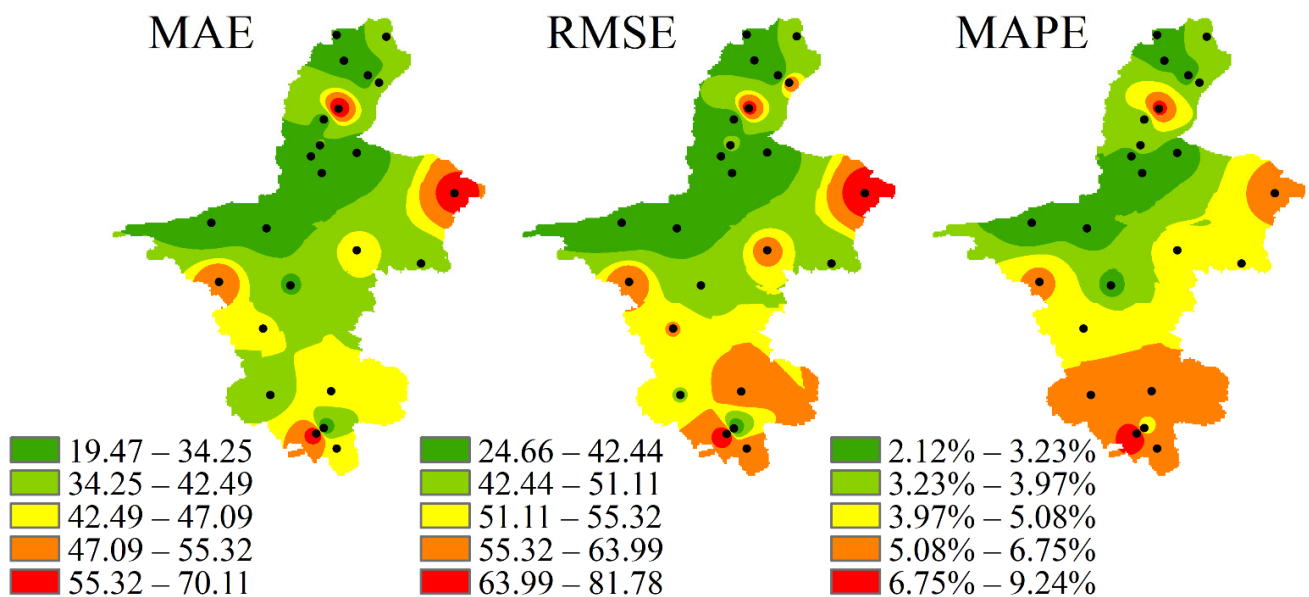 MAE RMSE MAPE
19.47 – 34.25 24.66 – 42.44 2.12% – 3.23%
34.25 – 42.49 42.44 – 51.11 3.23% – 3.97%
42.49 – 47.09 51.11 – 55.32 3.97% – 5.08%
47.09 – 55.32 55.32 – 63.99 5.08% – 6.75%
55.32 – 70.11 63.99 – 81.78 6.75% – 9.24%